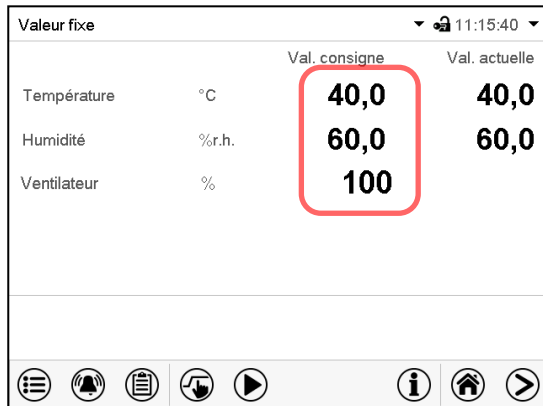 Valeur fixe 11:15:40
Val. consigne Val. actuelle
Température °C 40,0 40,0
Humidité %r.h. 60,0 60,0
Ventilateur % 100